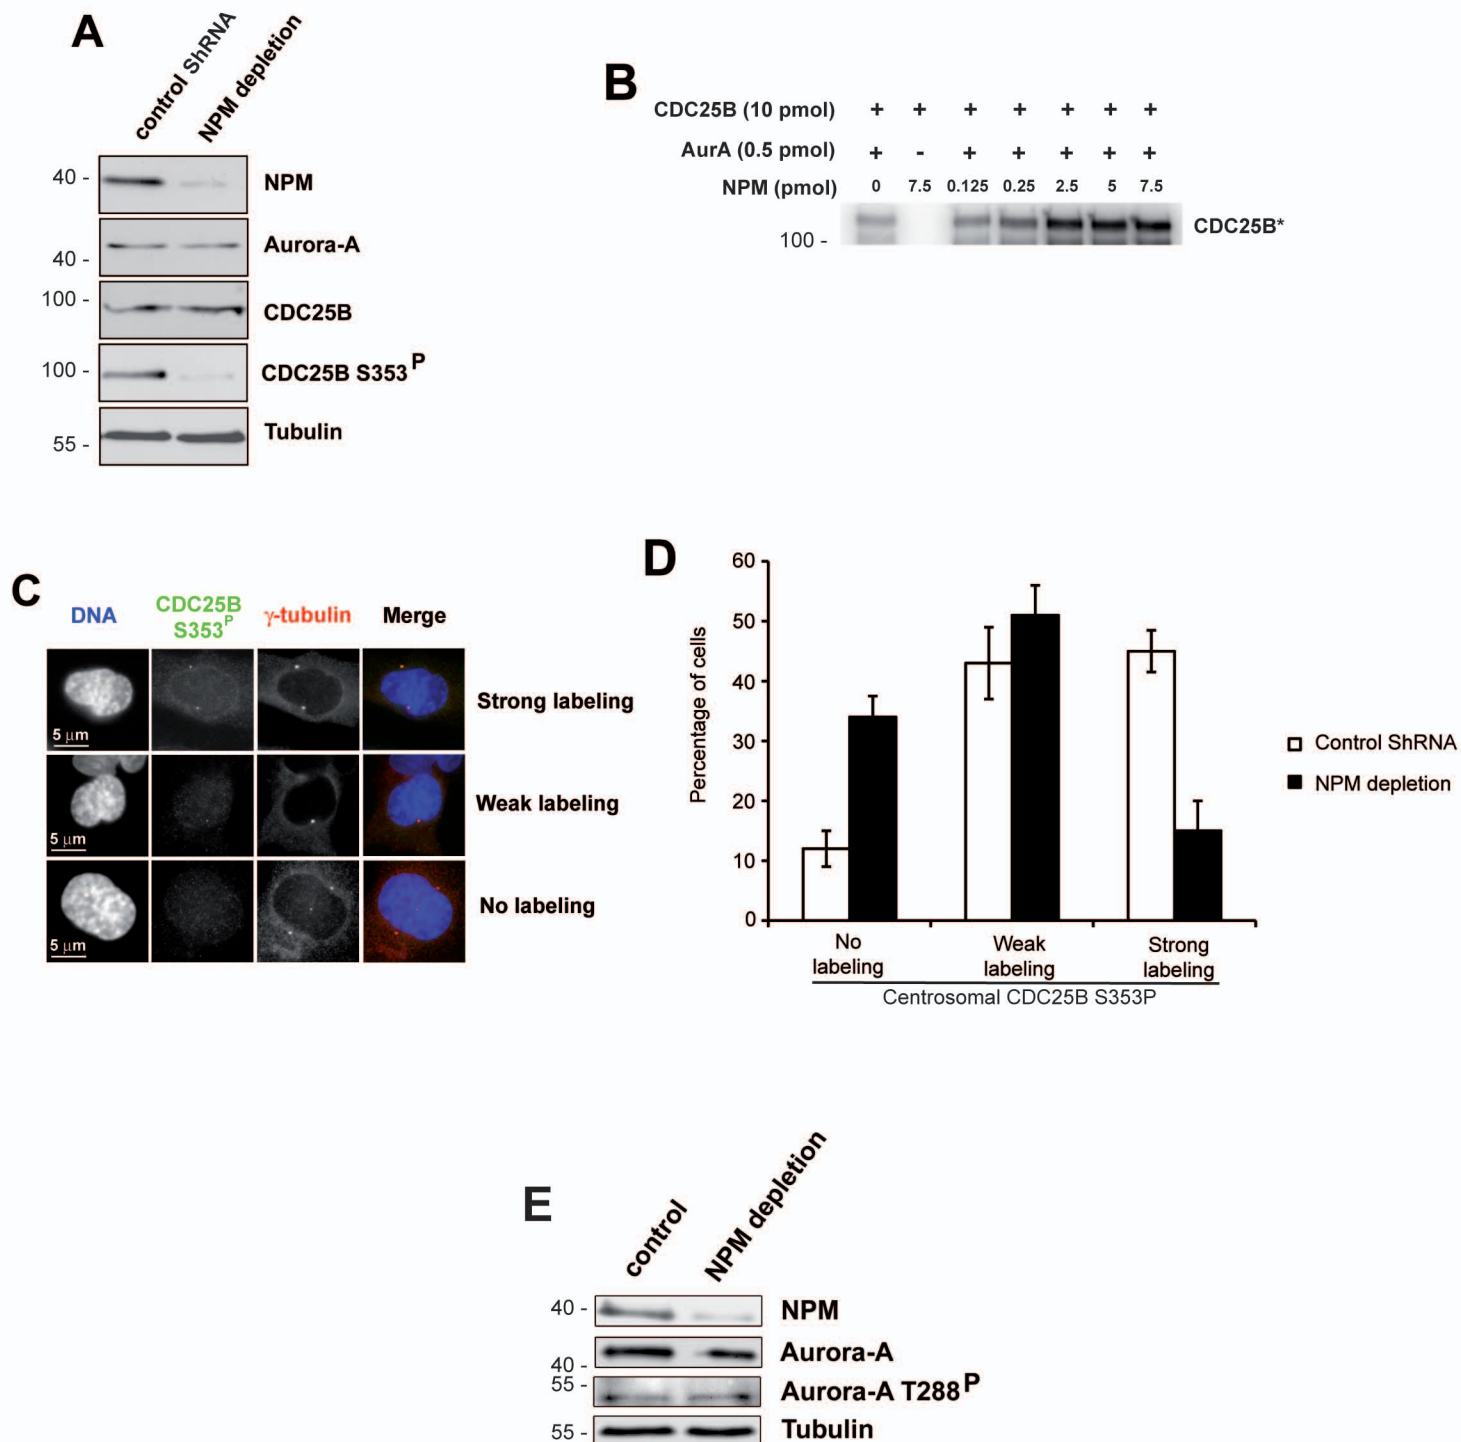 A
control ShRNA
NPM depletion
40 -
NPM
Aurora-A
40 -
100 -
CDC25B
100 -
CDC25B S353P
Tubulin
55 -
B
CDC25B (10 pmol) + + + + + + +
AurA (0.5 pmol) + - + + + + +
NPM (pmol) 0 7.5 0.125 0.25 2.5 5 7.5
100 -
CDC25B*
C
DNA
CDC25B
S353P
γ-tubulin
Merge
5 μm
Strong labeling
5 μm
Weak labeling
5 μm
No labeling
D
Percentage of cells
60
50
40
30
20
10
0
No
labeling
Weak
labeling
Strong
labeling
Centrosomal CDC25B S353P
Control ShRNA
NPM depletion
E
control
NPM depletion
40 -
NPM
Aurora-A
40 -
55 -
Aurora-A T288P
55 -
Tubulin